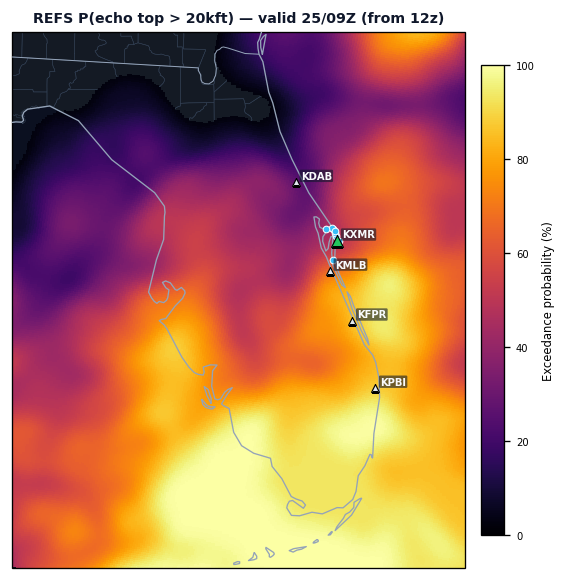 REFS P(echo top > 20kft) — valid 25/09Z (from 12z)
KDAB
KXMR
KMLB
KFPR
KPBI
100
80
60
40
20
0
Exceedance probability (%)